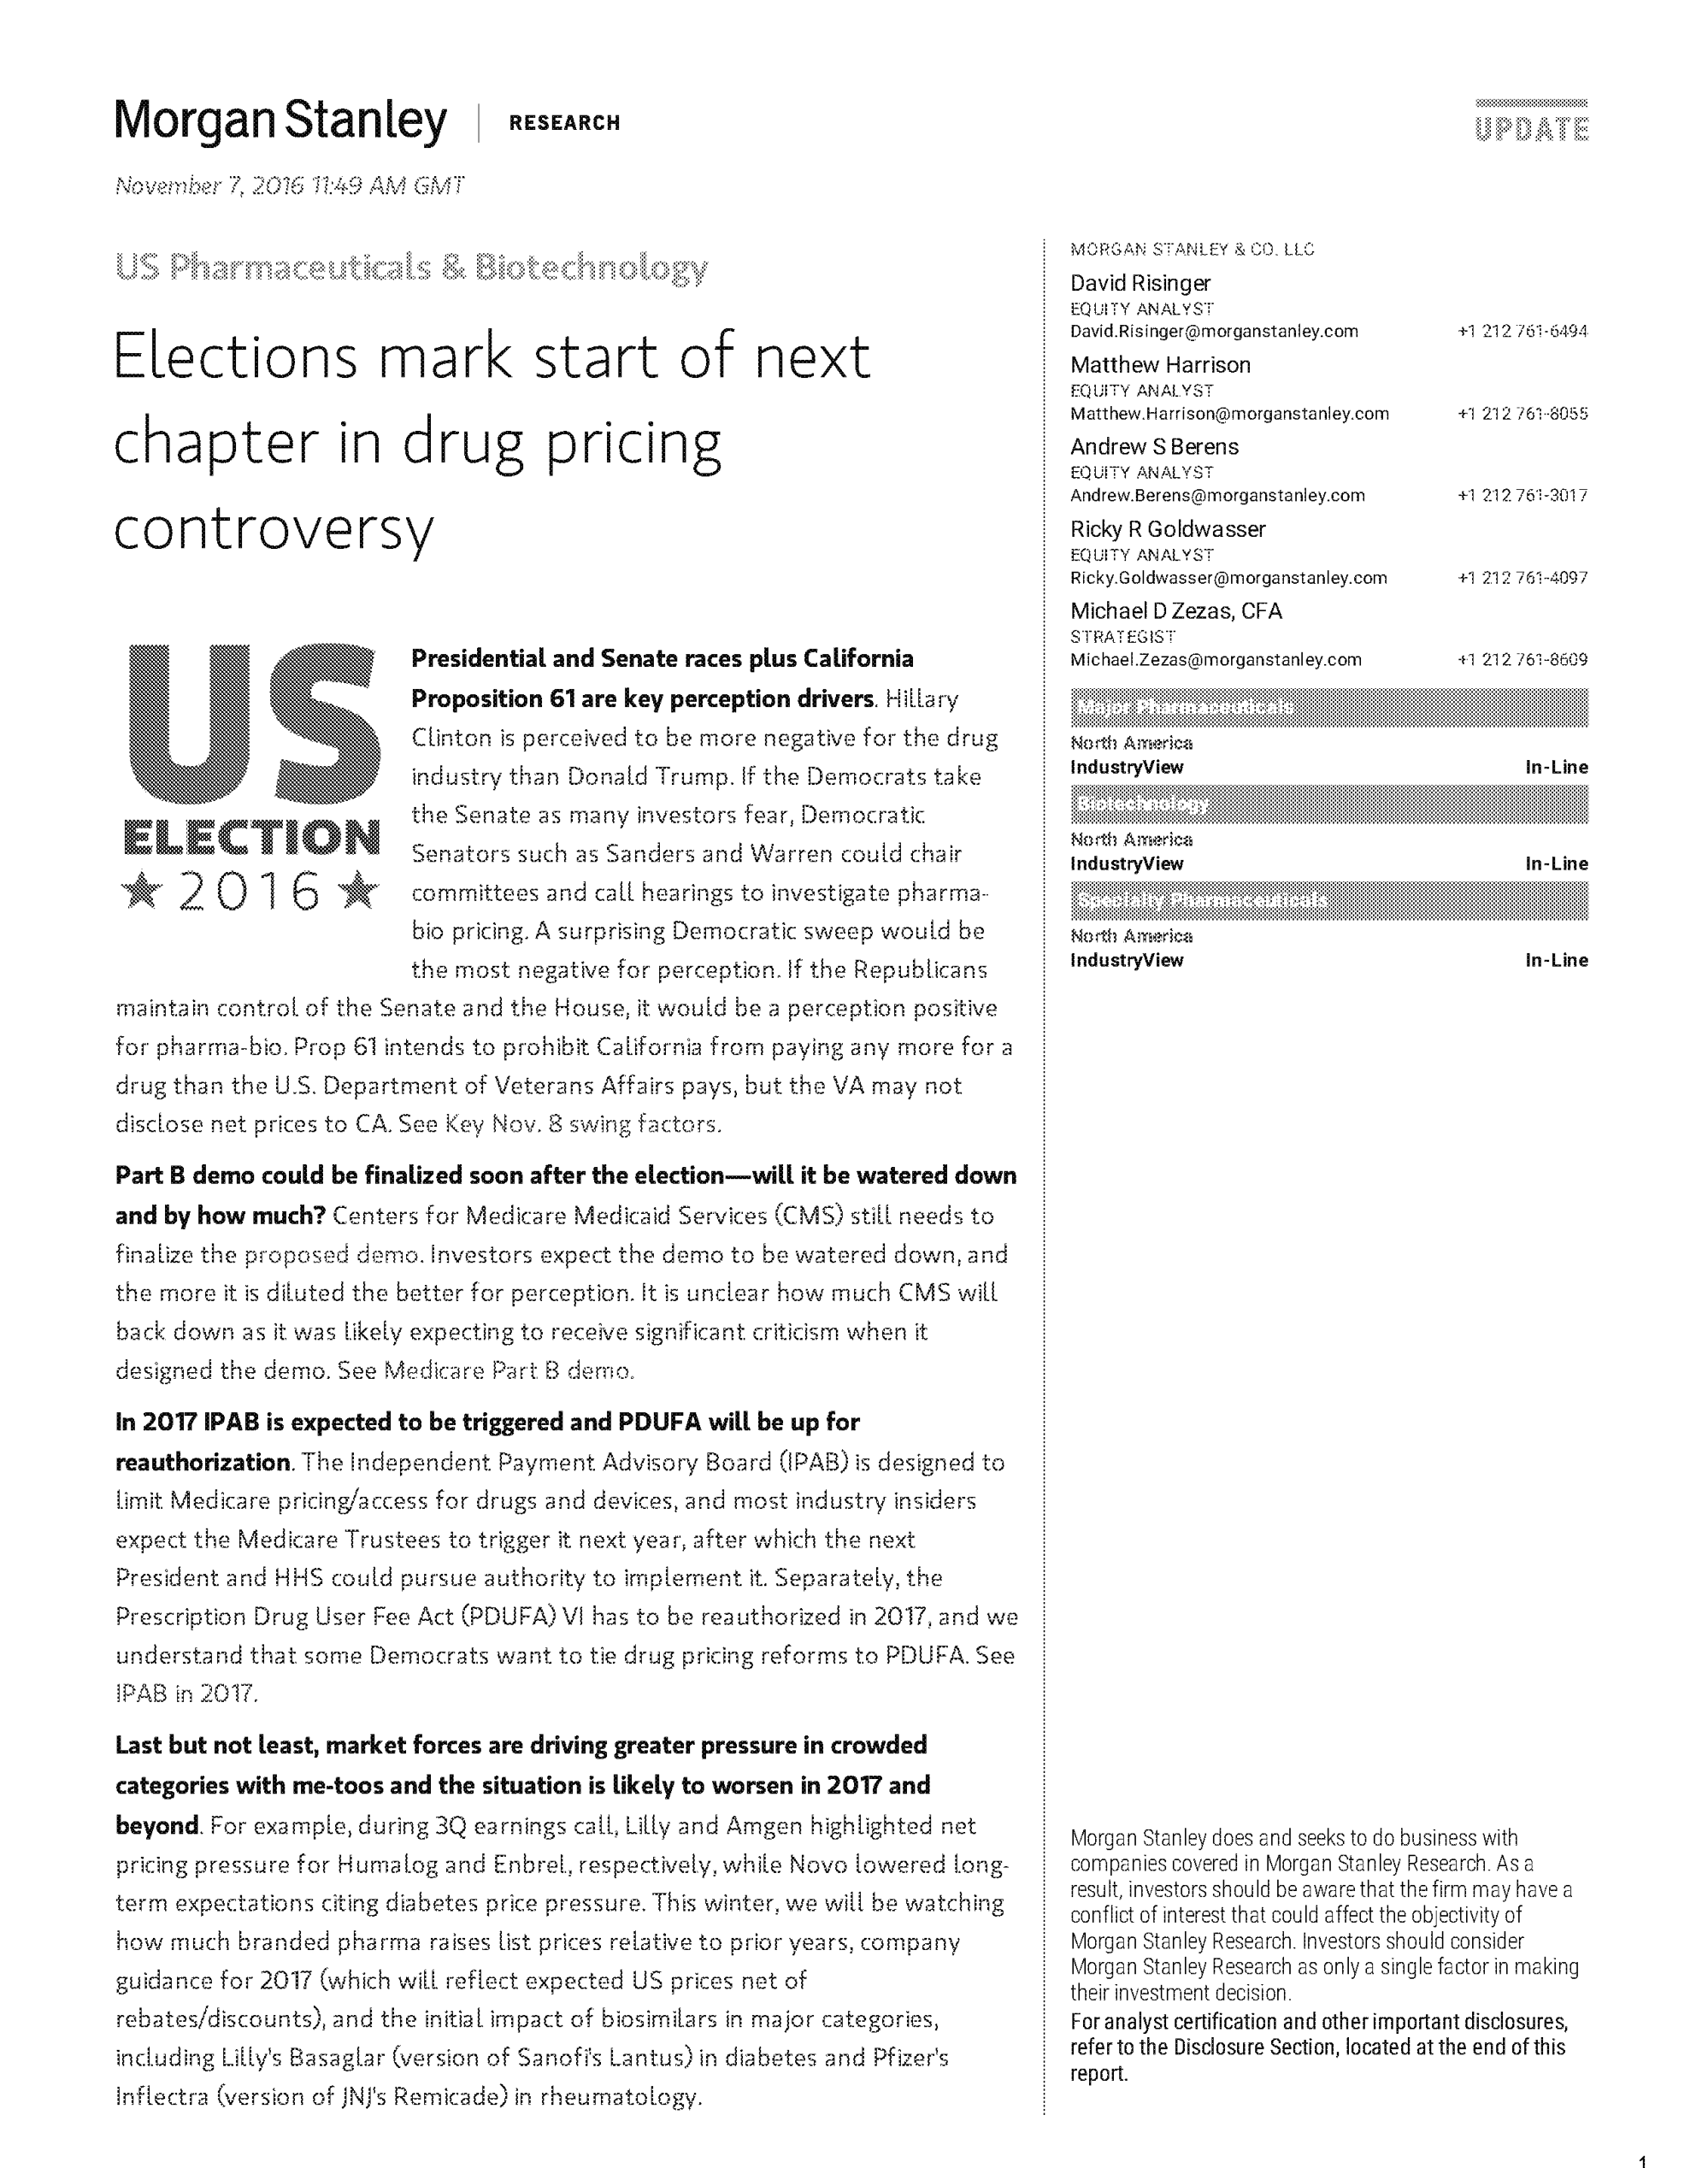 Morgan Stanley | RESEARCH
UPDATE
November 7, 2016 11:49 AM GMT
US Pharmaceuticals & Biotechnology
Elections mark start of next
chapter in drug pricing
controversy
US
ELECTION
★ 2016 ★
Presidential and Senate races plus California
Proposition 61 are key perception drivers. Hillary
Clinton is perceived to be more negative for the drug
industry than Donald Trump. If the Democrats take
the Senate as many investors fear, Democratic
Senators such as Sanders and Warren could chair
committees and call hearings to investigate pharma-
bio pricing. A surprising Democratic sweep would be
the most negative for perception. If the Republicans
maintain control of the Senate and the House, it would be a perception positive
for pharma-bio. Prop 61 intends to prohibit California from paying any more for a
drug than the U.S. Department of Veterans Affairs pays, but the VA may not
disclose net prices to CA. See Key Nov. 8 swing factors.
Part B demo could be finalized soon after the election—will it be watered down
and by how much? Centers for Medicare Medicaid Services (CMS) still needs to
finalize the proposed demo. Investors expect the demo to be watered down, and
the more it is diluted the better for perception. It is unclear how much CMS will
back down as it was likely expecting to receive significant criticism when it
designed the demo. See Medicare Part B demo.
In 2017 IPAB is expected to be triggered and PDUFA will be up for
reauthorization. The Independent Payment Advisory Board (IPAB) is designed to
limit Medicare pricing/access for drugs and devices, and most industry insiders
expect the Medicare Trustees to trigger it next year, after which the next
President and HHS could pursue authority to implement it. Separately, the
Prescription Drug User Fee Act (PDUFA) VI has to be reauthorized in 2017, and we
understand that some Democrats want to tie drug pricing reforms to PDUFA. See
IPAB in 2017.
Last but not least, market forces are driving greater pressure in crowded
categories with me-toos and the situation is likely to worsen in 2017 and
beyond. For example, during 3Q earnings call, Lilly and Amgen highlighted net
pricing pressure for Humalog and Enbrel, respectively, while Novo lowered long-
term expectations citing diabetes price pressure. This winter, we will be watching
how much branded pharma raises list prices relative to prior years, company
guidance for 2017 (which will reflect expected US prices net of
rebates/discounts), and the initial impact of biosimilars in major categories,
including Lilly's Basaglar (version of Sanofi's Lantus) in diabetes and Pfizer's
Inflectra (version of JNJ's Remicade) in rheumatology.
MORGAN STANLEY & CO. LLC
David Risinger
EQUITY ANALYST
David.Risinger@morganstanley.com +1 212 761-6494
Matthew Harrison
EQUITY ANALYST
Matthew.Harrison@morganstanley.com +1 212 761-8055
Andrew S Berens
EQUITY ANALYST
Andrew.Berens@morganstanley.com +1 212 761-3017
Ricky R Goldwasser
EQUITY ANALYST
Ricky.Goldwasser@morganstanley.com +1 212 761-4097
Michael D Zezas, CFA
STRATEGIST
Michael.Zezas@morganstanley.com +1 212 761-8609
Major Pharmaceuticals
North America
IndustryView In-Line
Biotechnology
North America
IndustryView In-Line
Specialty Pharmaceuticals
North America
IndustryView In-Line
Morgan Stanley does and seeks to do business with
companies covered in Morgan Stanley Research. As a
result, investors should be aware that the firm may have a
conflict of interest that could affect the objectivity of
Morgan Stanley Research. Investors should consider
Morgan Stanley Research as only a single factor in making
their investment decision.
For analyst certification and other important disclosures,
refer to the Disclosure Section, located at the end of this
report.
1